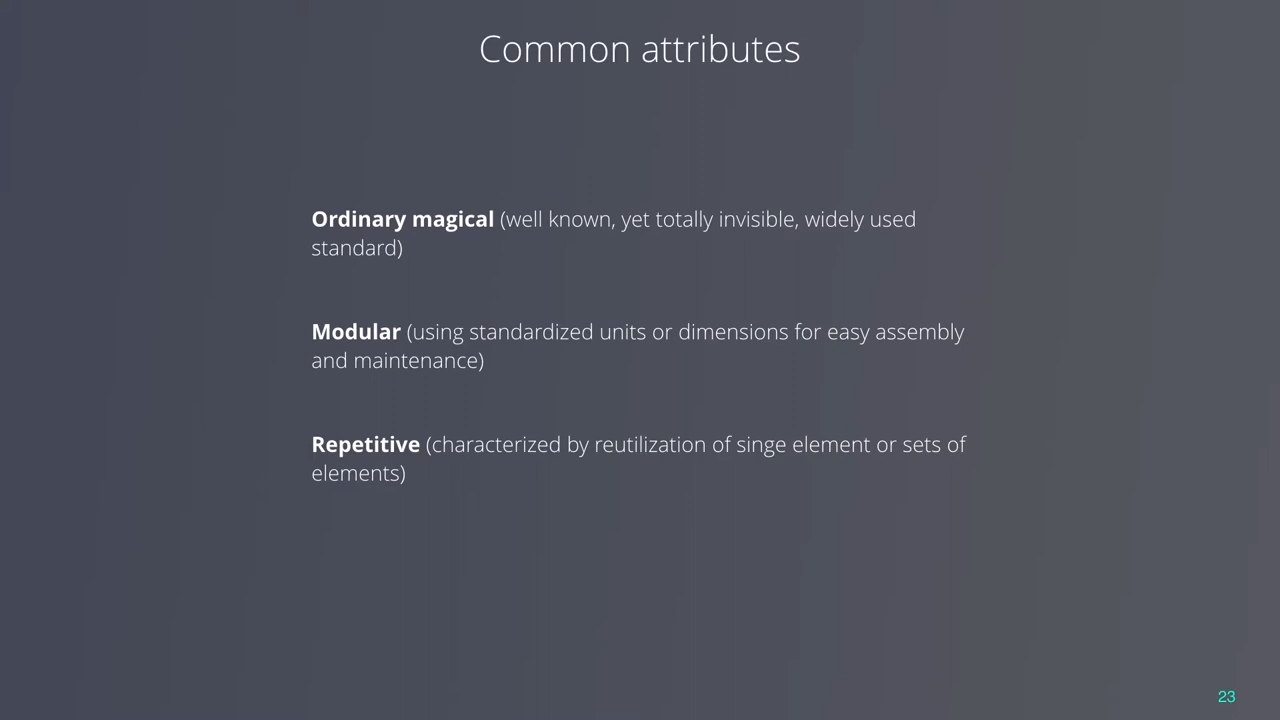 Common attributes
Ordinary magical (well known, yet totally invisible, widely used
standard)
Modular (using standardized units or dimensions for easy assembly
and maintenance)
Repetitive (characterized by reutilization of singe element or sets of
elements)
23